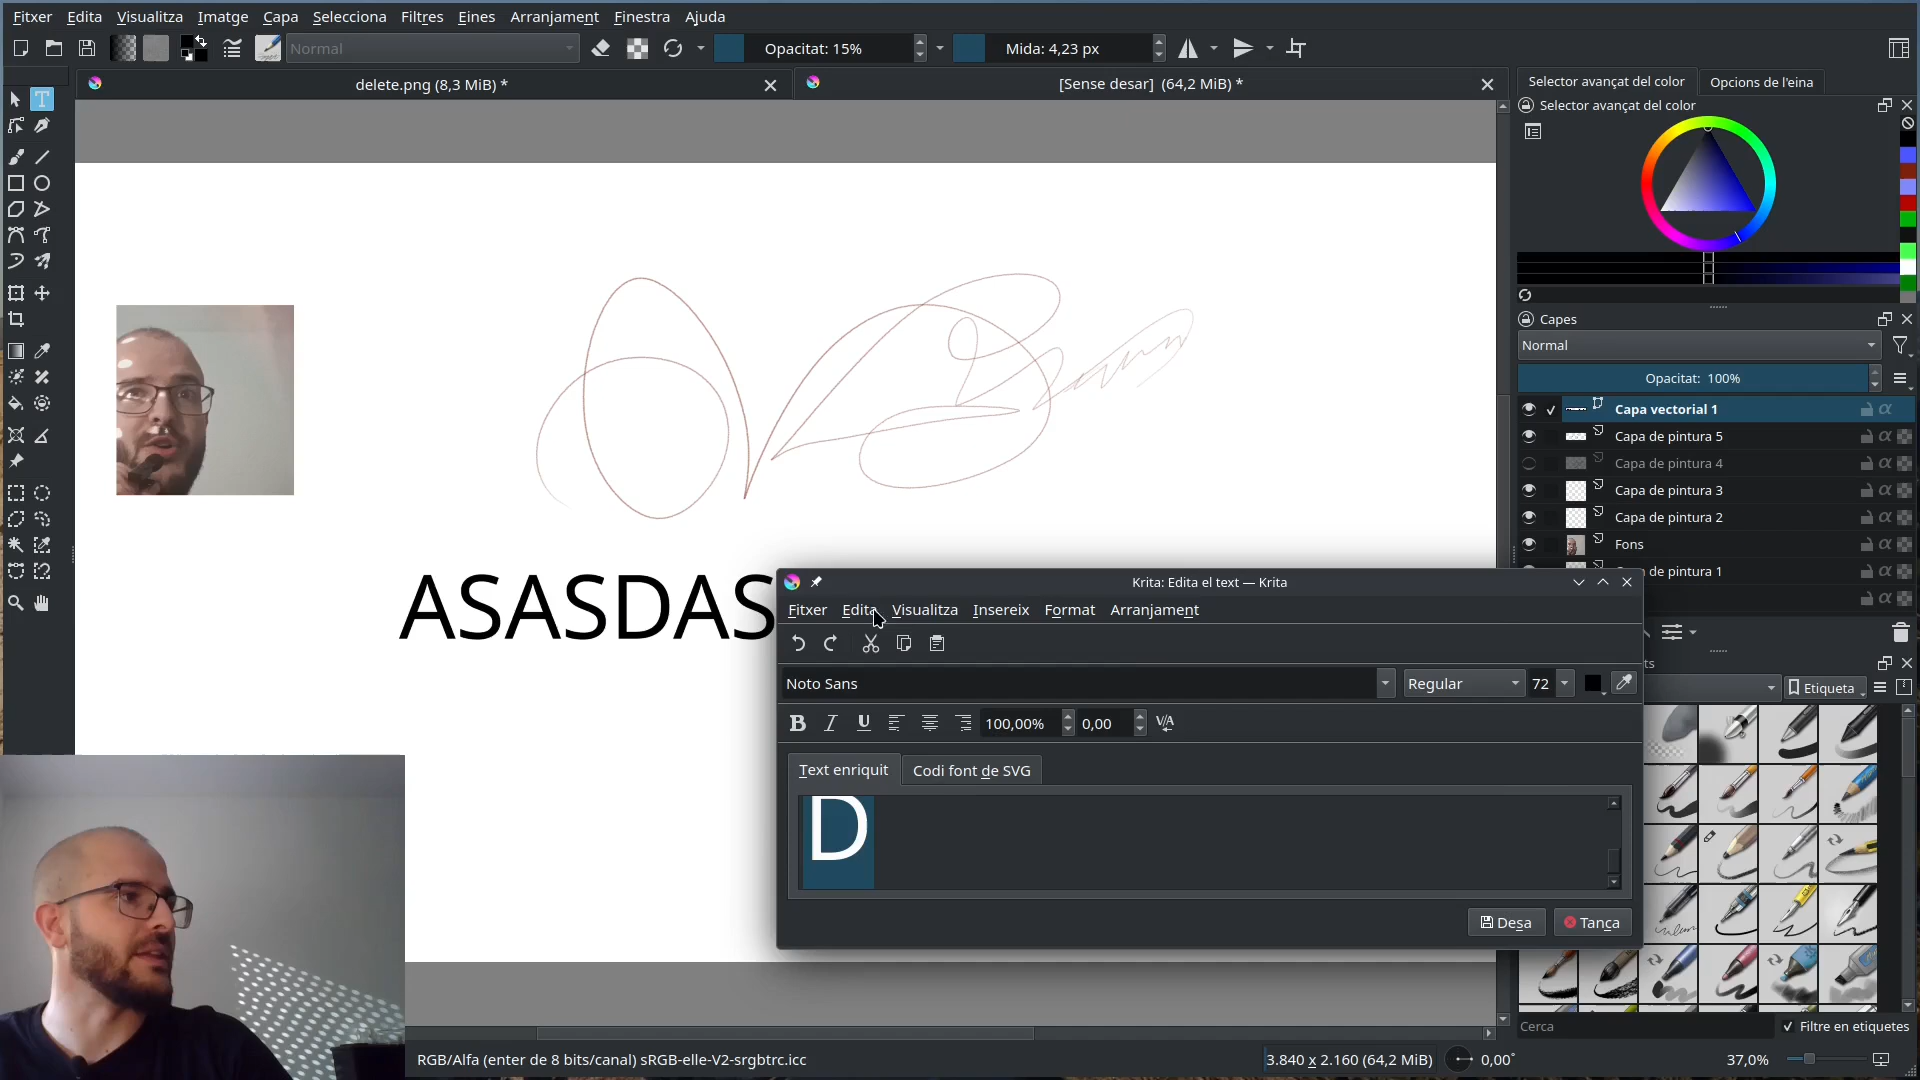 Fitxer Edita Visualitza Imatge Capa Selecciona Filtres Eines Arranjament Finestra Ajuda
Normal Opacitat: 15% Mida: 4,23 px
delete.png (8,3 MiB) *
[Sense desar] (64,2 MiB) *
Selector avançat del color Opcions de l'eina
Selector avançat del color
Capes
Normal
Opacitat: 100%
Capa vectorial 1
Capa de pintura 5
Capa de pintura 4
Capa de pintura 3
Capa de pintura 2
Fons
pa de pintura 1
ts
Etiqueta
Cerca
Filtre en etiquetes
ASASDAS
Krita: Edita el text — Krita
Fitxer Edita Visualitza Insereix Format Arranjament
Noto Sans Regular 72
B I U 100,00% 0,00 VA
Text enriquit Codi font de SVG
D
Desa Tanca
RGB/Alfa (enter de 8 bits/canal) sRGB-elle-V2-srgbtrc.icc
3.840 x 2.160 (64,2 MiB) 0,00° 37,0%